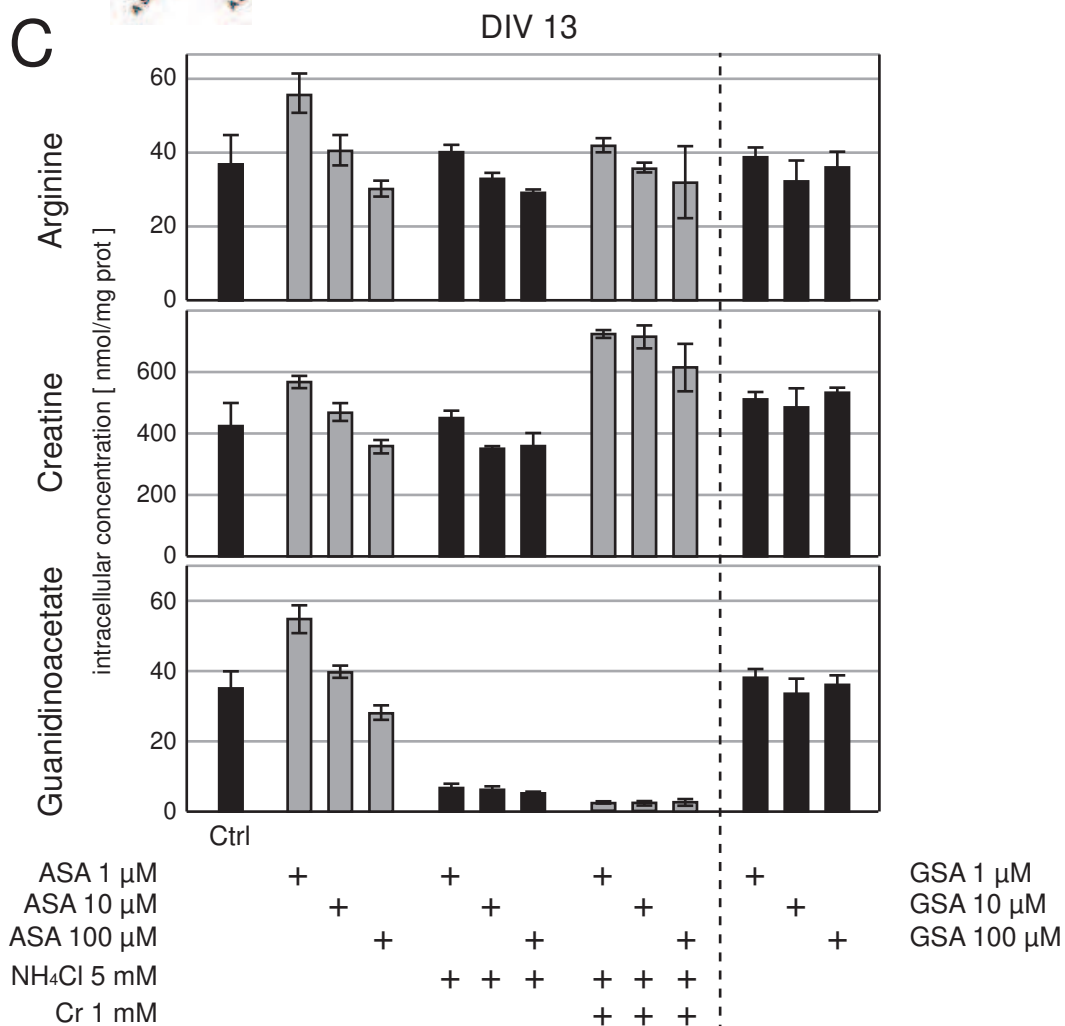 C
DIV 13
Arginine
60
40
20
0
Creatine
600
400
200
0
Guanidinoacetate
60
40
20
0
intracellular concentration [ nmol/mg prot ]
Ctrl
ASA 1 µM + + + + GSA 1 µM
ASA 10 µM + + + + GSA 10 µM
ASA 100 µM + + + + GSA 100 µM
NH₄Cl 5 mM + + + + + +
Cr 1 mM + + +